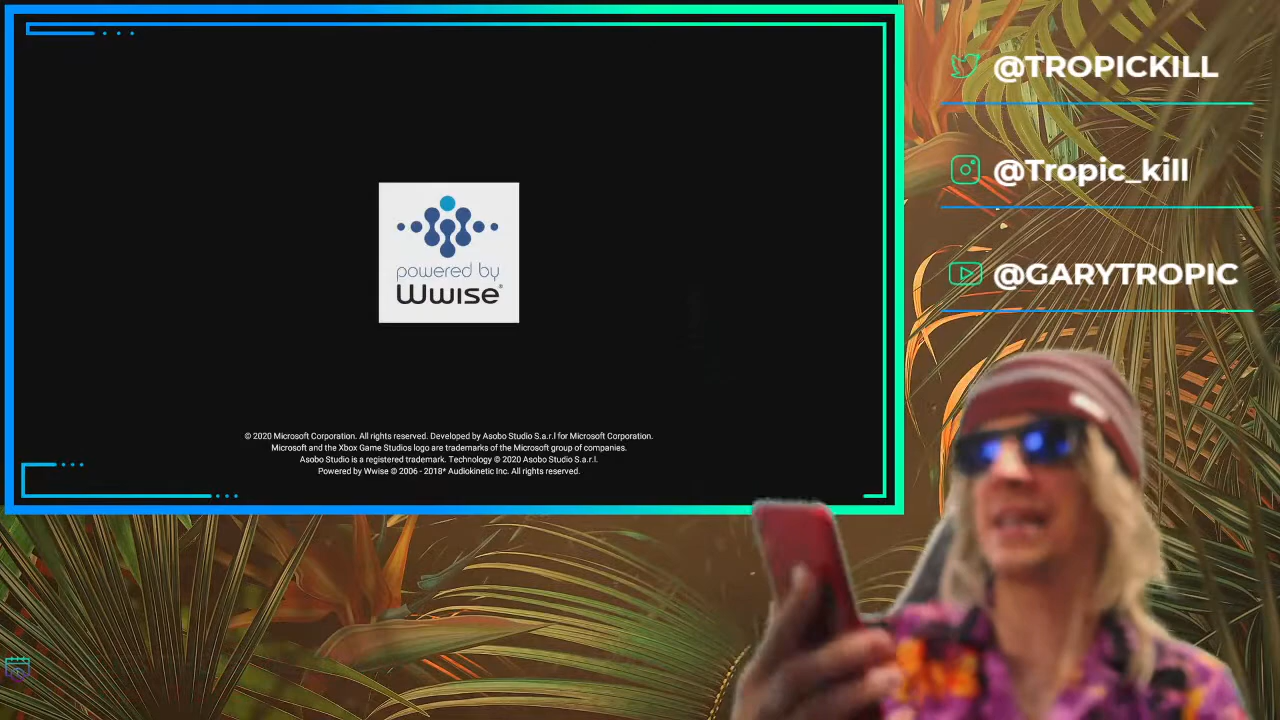 @TROPICKILL
@Tropic_kill
@GARYTROPIC
powered by
Wwise®
© 2020 Microsoft Corporation. All rights reserved. Developed by Asobo Studio S.a.r.l for Microsoft Corporation.
Microsoft and the Xbox Game Studios logo are trademarks of the Microsoft group of companies.
Asobo Studio is a registered trademark. Technology © 2020 Asobo Studio S.a.r.l.
Powered by Wwise © 2006 - 2018* Audiokinetic Inc. All rights reserved.